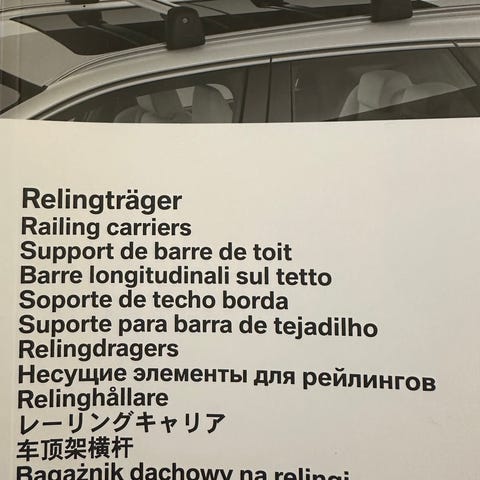 Relingträger
Railing carriers
Support de barre de toit
Barre longitudinali sul tetto
Soporte de techo borda
Suporte para barra de tejadilho
Relingdragers
Несущие элементы для рейлингов
Relinghållare
レーリングキャリア
车顶架横杆
Bagażnik dachowy na relingi